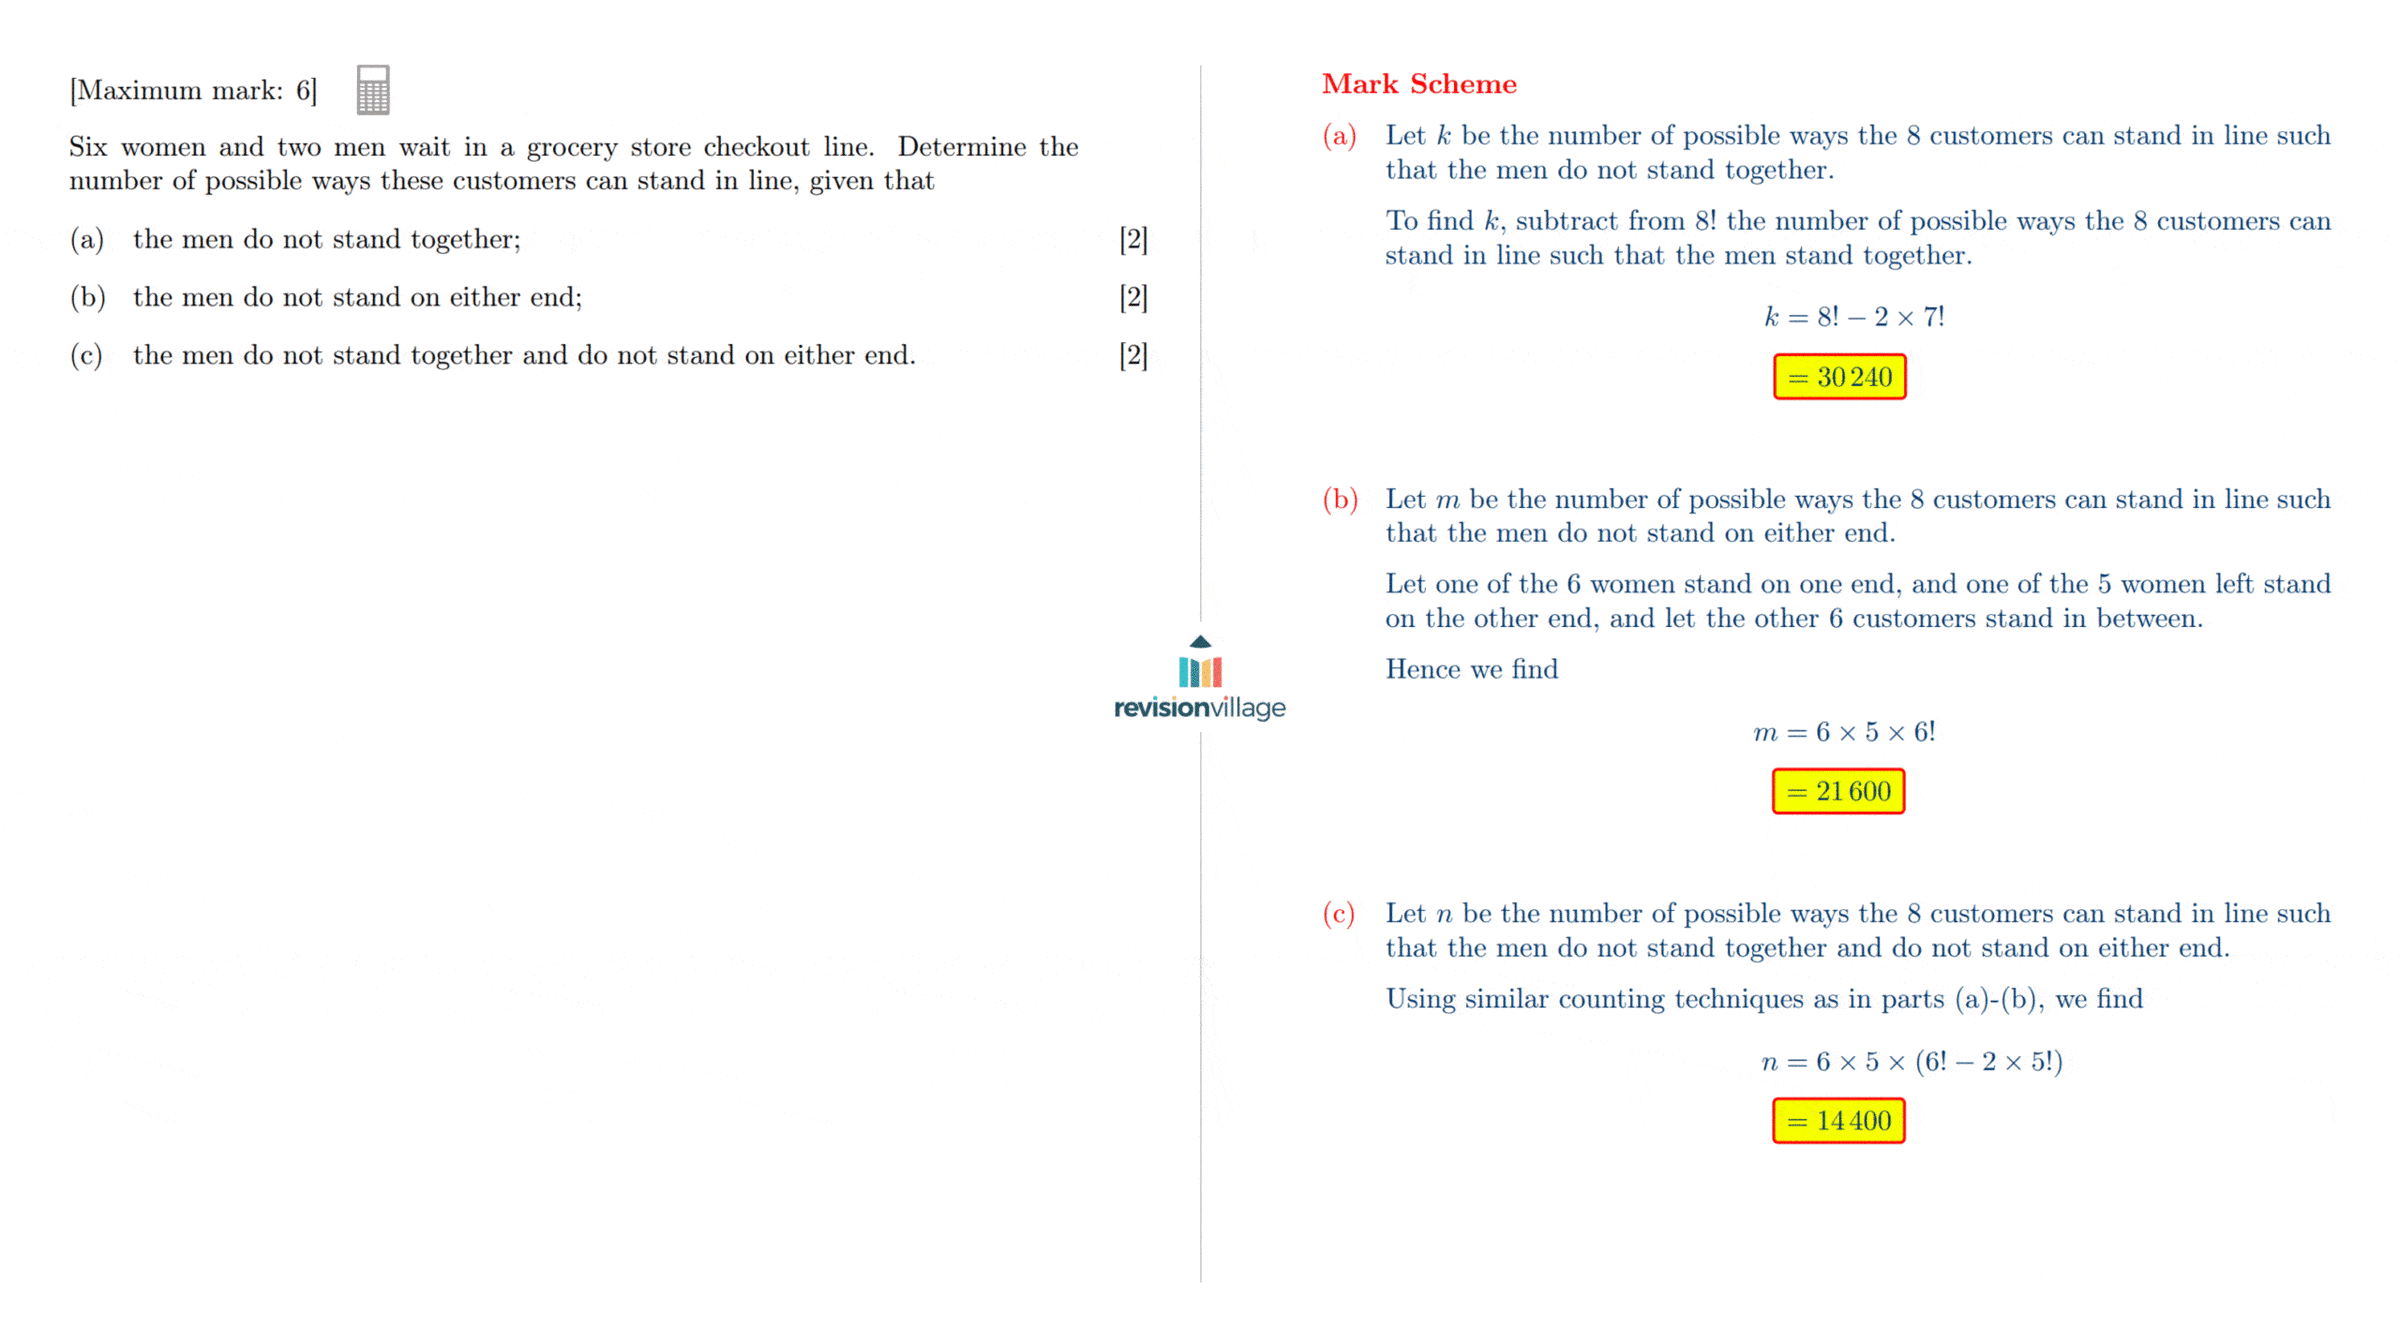 [Maximum mark: 6]
Six women and two men wait in a grocery store checkout line. Determine the
number of possible ways these customers can stand in line, given that
(a) the men do not stand together; [2]
(b) the men do not stand on either end; [2]
(c) the men do not stand together and do not stand on either end. [2]
revisionvillage
Mark Scheme
(a) Let k be the number of possible ways the 8 customers can stand in line such
that the men do not stand together.
To find k, subtract from 8! the number of possible ways the 8 customers can
stand in line such that the men stand together.
k = 8! − 2 × 7!
= 30 240
(b) Let m be the number of possible ways the 8 customers can stand in line such
that the men do not stand on either end.
Let one of the 6 women stand on one end, and one of the 5 women left stand
on the other end, and let the other 6 customers stand in between.
Hence we find
m = 6 × 5 × 6!
= 21 600
(c) Let n be the number of possible ways the 8 customers can stand in line such
that the men do not stand together and do not stand on either end.
Using similar counting techniques as in parts (a)-(b), we find
n = 6 × 5 × (6! − 2 × 5!)
= 14 400